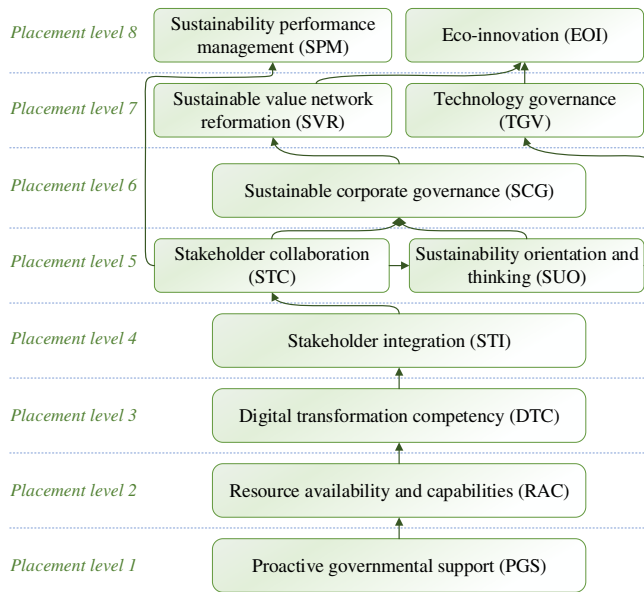 Placement level 8
Sustainability performance
management (SPM)
Eco-innovation (EOI)
Placement level 7
Sustainable value network
reformation (SVR)
Technology governance
(TGV)
Placement level 6
Sustainable corporate governance (SCG)
Placement level 5
Stakeholder collaboration
(STC)
Sustainability orientation and
thinking (SUO)
Placement level 4
Stakeholder integration (STI)
Placement level 3
Digital transformation competency (DTC)
Placement level 2
Resource availability and capabilities (RAC)
Placement level 1
Proactive governmental support (PGS)